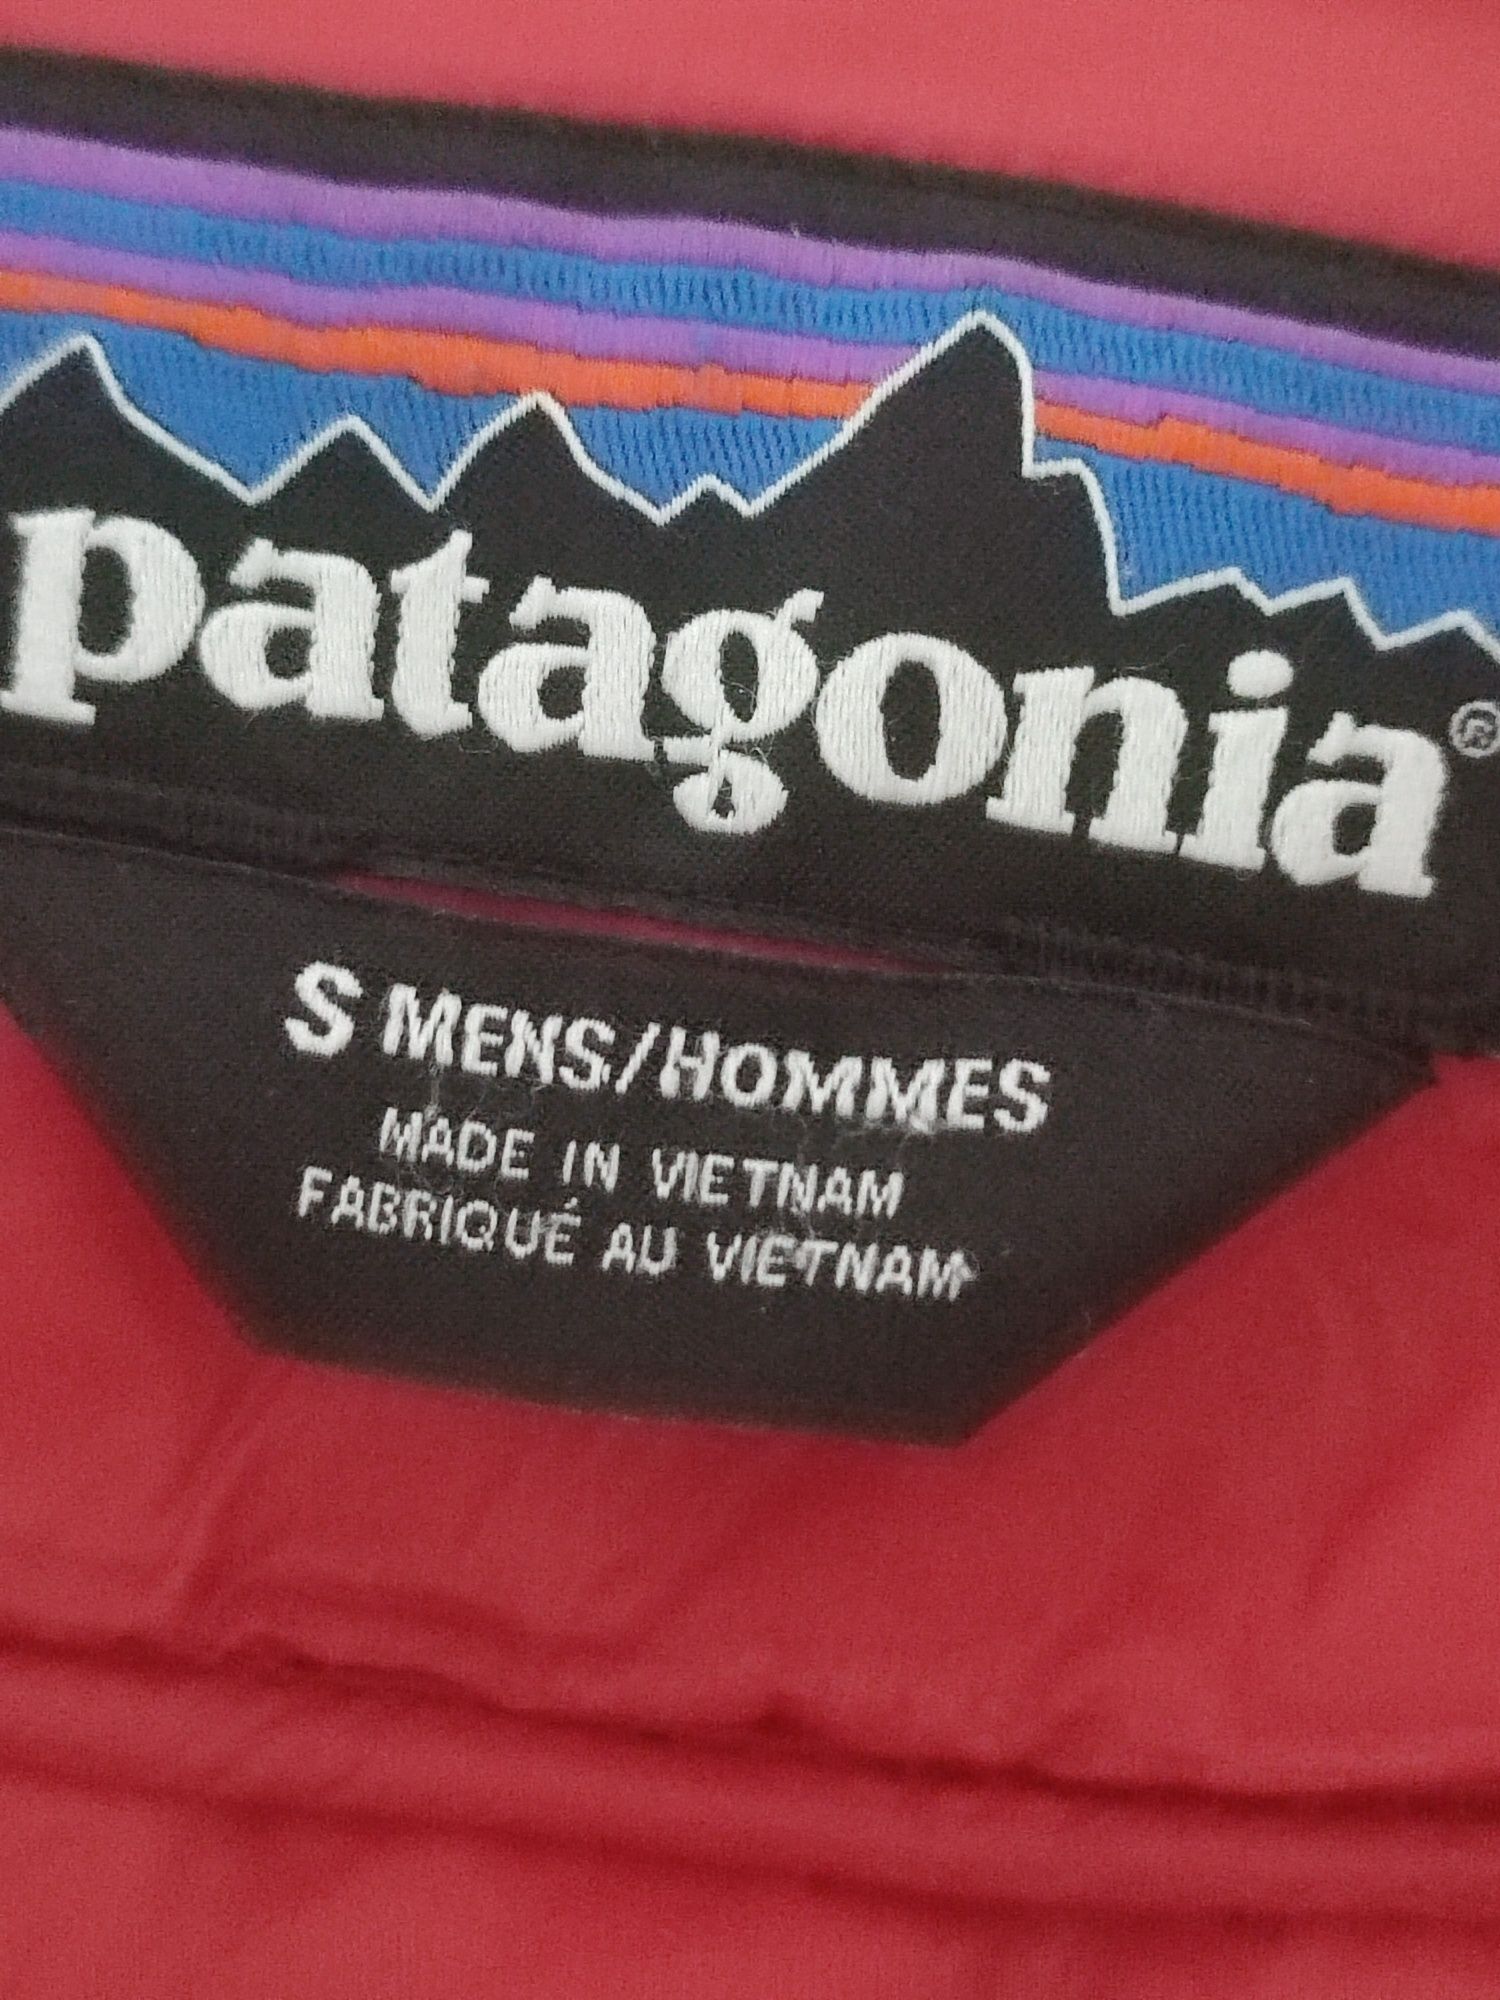 patagonia®
S MENS/HOMMES
MADE IN VIETNAM
FABRIQUÉ AU VIETNAM